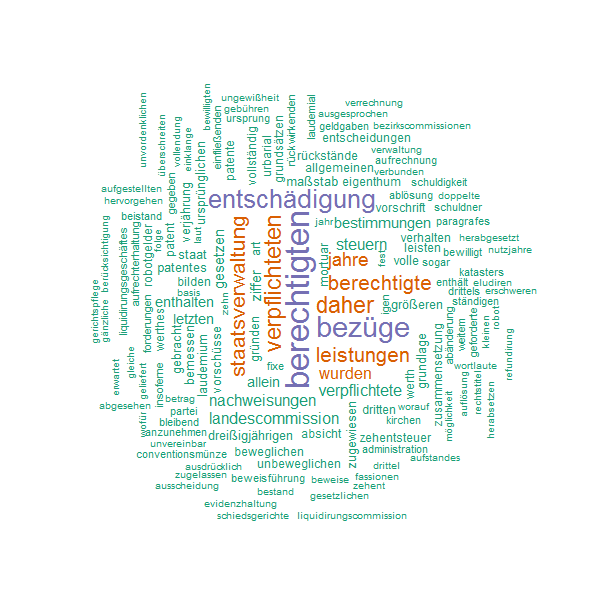 ungewißheit
verrechnung
gebühren
ausgesprochen
ursprung
geldgaben
bezirkscommissionen
entscheidungen
verwaltung
rückstände
aufrechnung
allgemeinen
verbunden
maßstab
eigenthum
schuldigkeit
aufgestellten
ablösung
doppelte
hervorgehen
entschädigung
vorschrift
schuldner
beistand
jahr
bestimmungen
paragrafes
verhalten
herabgesetzt
steuern
leisten
bewilligt
nutzjahre
staat
jahre
volle
sogar
patentes
katasters
bilden
berechtigte
enthält
eludiren
basis
drittels
erschweren
enthalten
daher
größeren
ständigen
letzten
bezüge
leistungen
wortlaute
fixe
wurden
allein
verpflichtete
betrag
nachweisungen
abgesehen
partei
landescommission
dritten
worauf
bleibend
kirchen
anzunehmen
dreißigjährigen
absicht
zehentsteuer
unvereinbar
beweglichen
administration
conventionsmünze
aufstandes
ausdrücklich
unbeweglichen
drittel
zugelassen
beweisführung
beweise
fassionen
ausscheidung
zehent
bestand
gesetzlichen
evidenzhaltung
schiedsgerichte
liquidirungscommission
unvordenklichen
überschreiten
vollendung
einklange
bewilligten
einfließenden
ursprünglichen
patente
vollständig
urbarial
grundsätzen
rückwirkenden
laudemial
gegeben
verjährung
laut
folge
patent
robotgelder
aufrechterhaltung
liquidirungsgeschäftes
berücksichtigung
gänzliche
gerichtspflege
gesetzen
staatsverwaltung
zehn
art
ziffer
gründen
verpflichteten
berechtigten
mortuar
fest
igen
forderungen
werthes
insoferne
geliefert
gleiche
erwartet
wofür
gebracht
bemessen
laudemium
vorschüsse
zugewiesen
werth
grundlage
zusammensetzung
abänderung
möglichkeit
weitem
auflösung
geforderte
rechtstitel
kleinen
herabsetzen
robot
refundirung